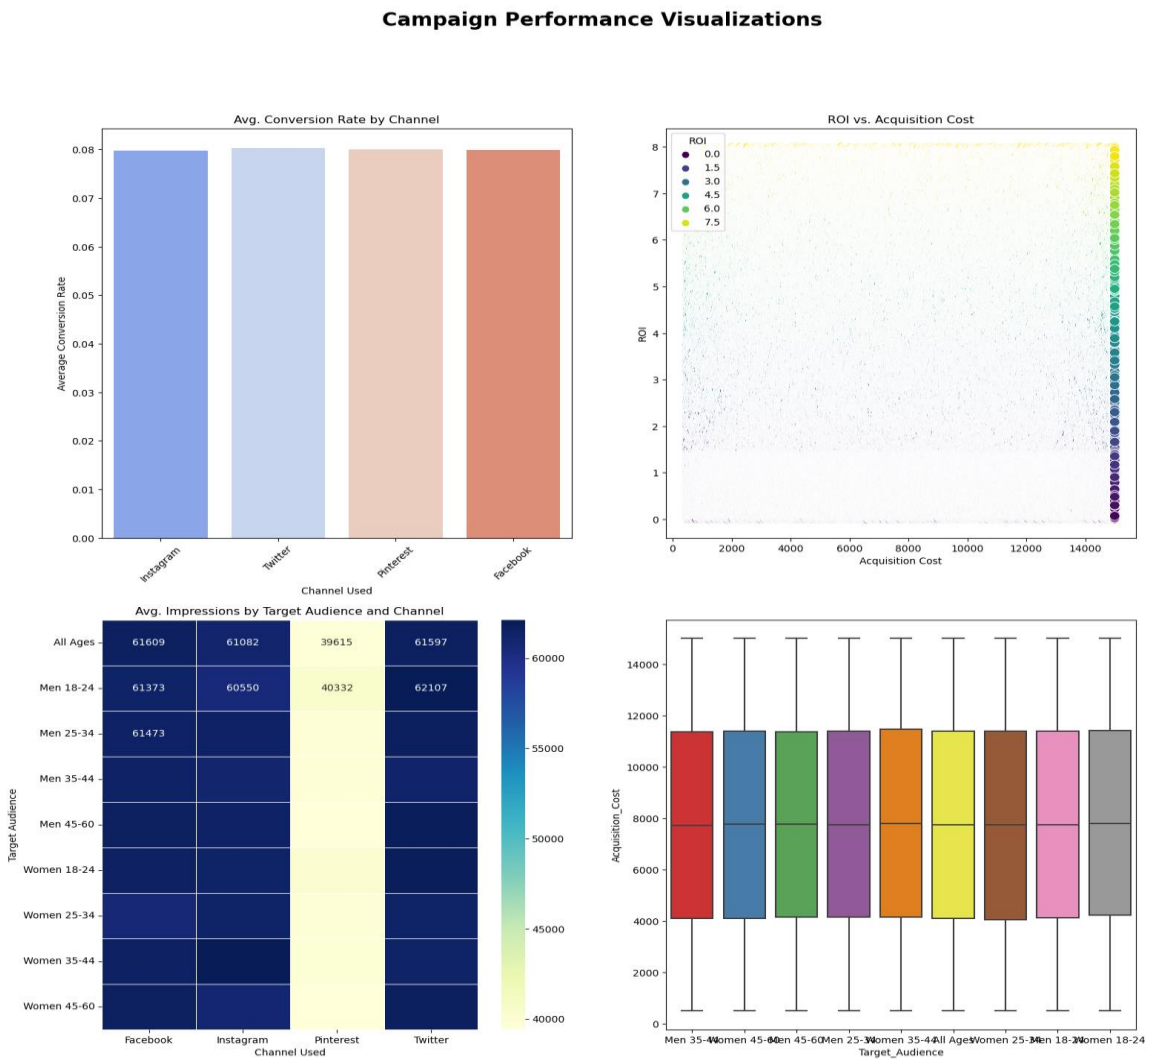 Campaign Performance Visualizations
Avg. Conversion Rate by Channel
0.08
0.07
0.06
0.05
0.04
0.03
0.02
0.01
0.00
Average Conversion Rate
Instagram
Twitter
Pinterest
Facebook
Channel Used
ROI vs. Acquisition Cost
ROI
0.0
1.5
3.0
4.5
6.0
7.5
8
7
6
5
4
3
2
1
0
ROI
0
2000
4000
6000
8000
10000
12000
14000
Acquisition Cost
Avg. Impressions by Target Audience and Channel
Target Audience
All Ages 61609 61082 39615 61597
Men 18-24 61373 60550 40332 62107
Men 25-34 61473
Men 35-44
Men 45-60
Women 18-24
Women 25-34
Women 35-44
Women 45-60
Facebook
Instagram
Pinterest
Twitter
Channel Used
60000
55000
50000
45000
40000
14000
12000
10000
8000
6000
4000
2000
0
Acquisition_Cost
Men 35-44
Women 45-60
Men 45-60
Men 25-34
Women 35-44
All Ages
Women 25-34
Men 18-24
Women 18-24
Target_Audience